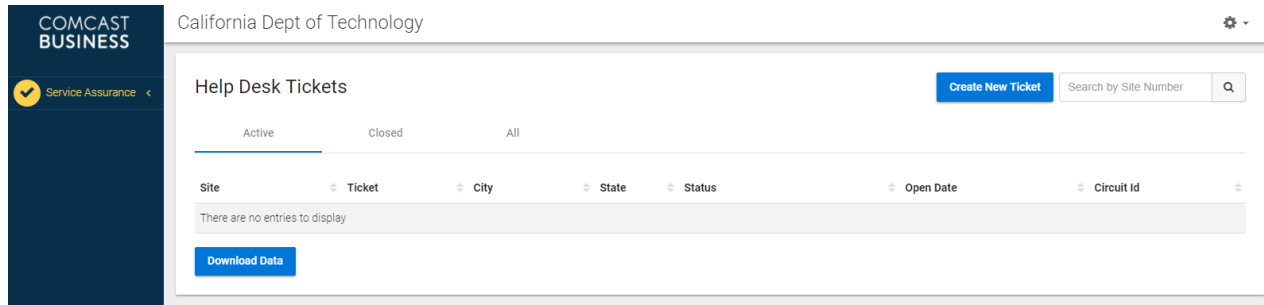 COMCAST
BUSINESS
California Dept of Technology
Service Assurance
Help Desk Tickets
Create New Ticket
Search by Site Number
Active Closed All
Site Ticket City State Status Open Date Circuit Id
There are no entries to display
Download Data